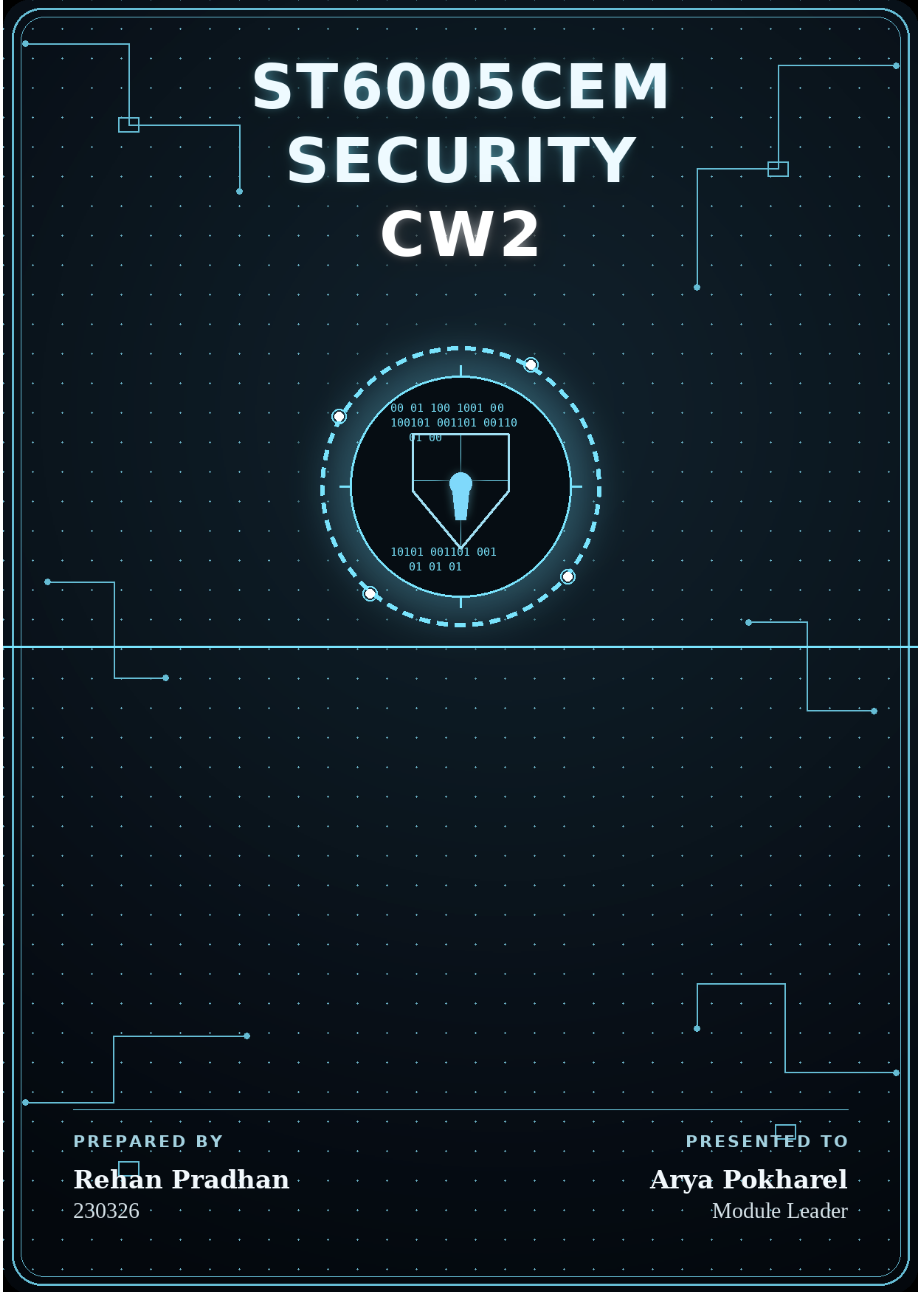 ST6005CEM
SECURITY
CW2
00 01 100 1001 00
100101 001101 00110
01 00
10101 001101 001
01 01 01
PREPARED BY
Rehan Pradhan
230326
PRESENTED TO
Arya Pokharel
Module Leader